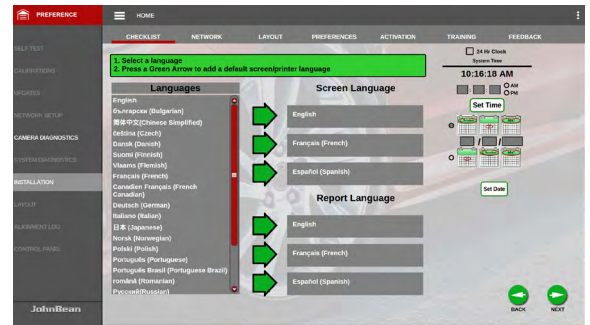 PREFERENCE
HOME
CHECKLIST NETWORK LAYOUT PREFERENCES ACTIVATION TRAINING FEEDBACK
SELF TEST
CALIBRATIONS
UPDATES
NETWORK SETUP
CAMERA DIAGNOSTICS
SYSTEM DIAGNOSTICS
INSTALLATION
LAYOUT
ALIGNMENT LOG
CONTROL PANEL
JohnBean
1. Select a language
2. Press a Green Arrow to add a default screen/printer language
Languages
English
български (Bulgarian)
简体中文(Chinese Simplified)
čeština (Czech)
Dansk (Danish)
Suomi (Finnish)
Vlaams (Flemish)
Français (French)
Canadien Français (French
Canadian)
Deutsch (German)
Italiano (Italian)
日本 (Japanese)
Norsk (Norwegian)
Polski (Polish)
Português (Portuguese)
Português Brasil (Portuguese Brazil)
română (Romanian)
Русский(Russian)
Screen Language
English
Français (French)
Español (Spanish)
Report Language
English
Français (French)
Español (Spanish)
24 Hr Clock
System Time
10:16:18 AM
AM
PM
Set Time
Set Date
BACK NEXT